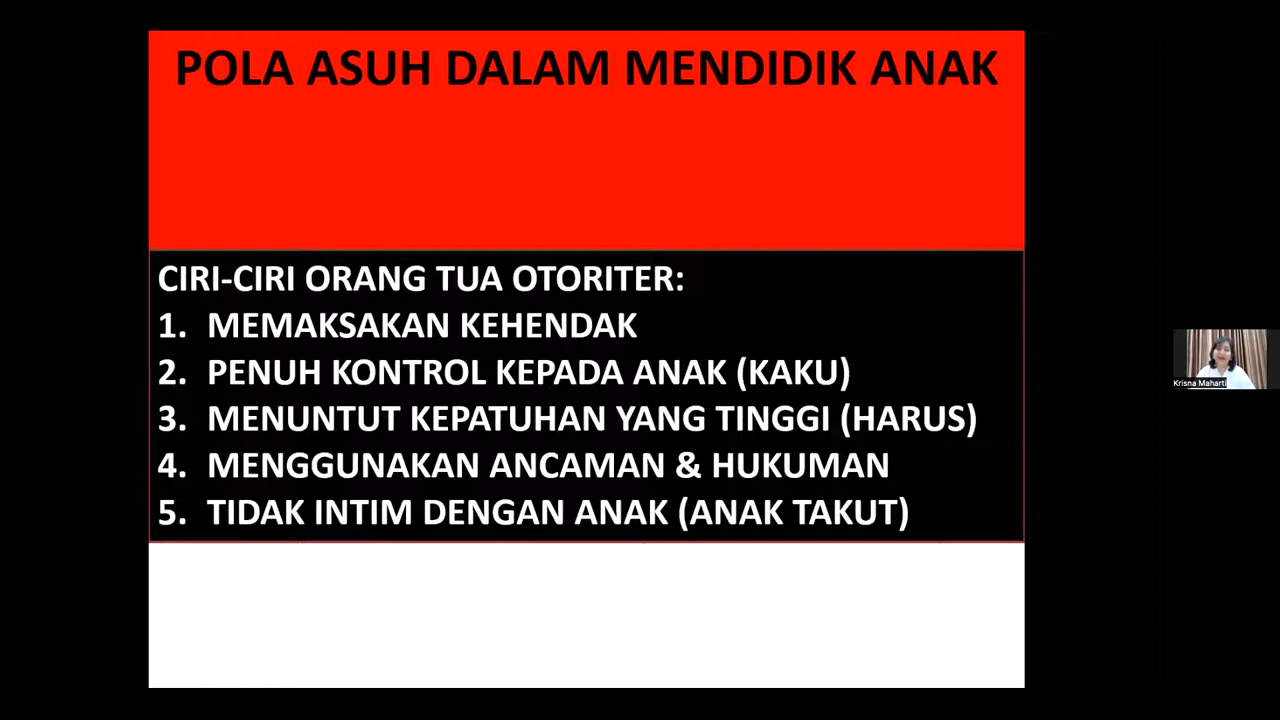 POLA ASUH DALAM MENDIDIK ANAK
CIRI-CIRI ORANG TUA OTORITER:
1. MEMAKSAKAN KEHENDAK
2. PENUH KONTROL KEPADA ANAK (KAKU)
3. MENUNTUT KEPATUHAN YANG TINGGI (HARUS)
4. MENGGUNAKAN ANCAMAN & HUKUMAN
5. TIDAK INTIM DENGAN ANAK (ANAK TAKUT)
Krisna Maharti